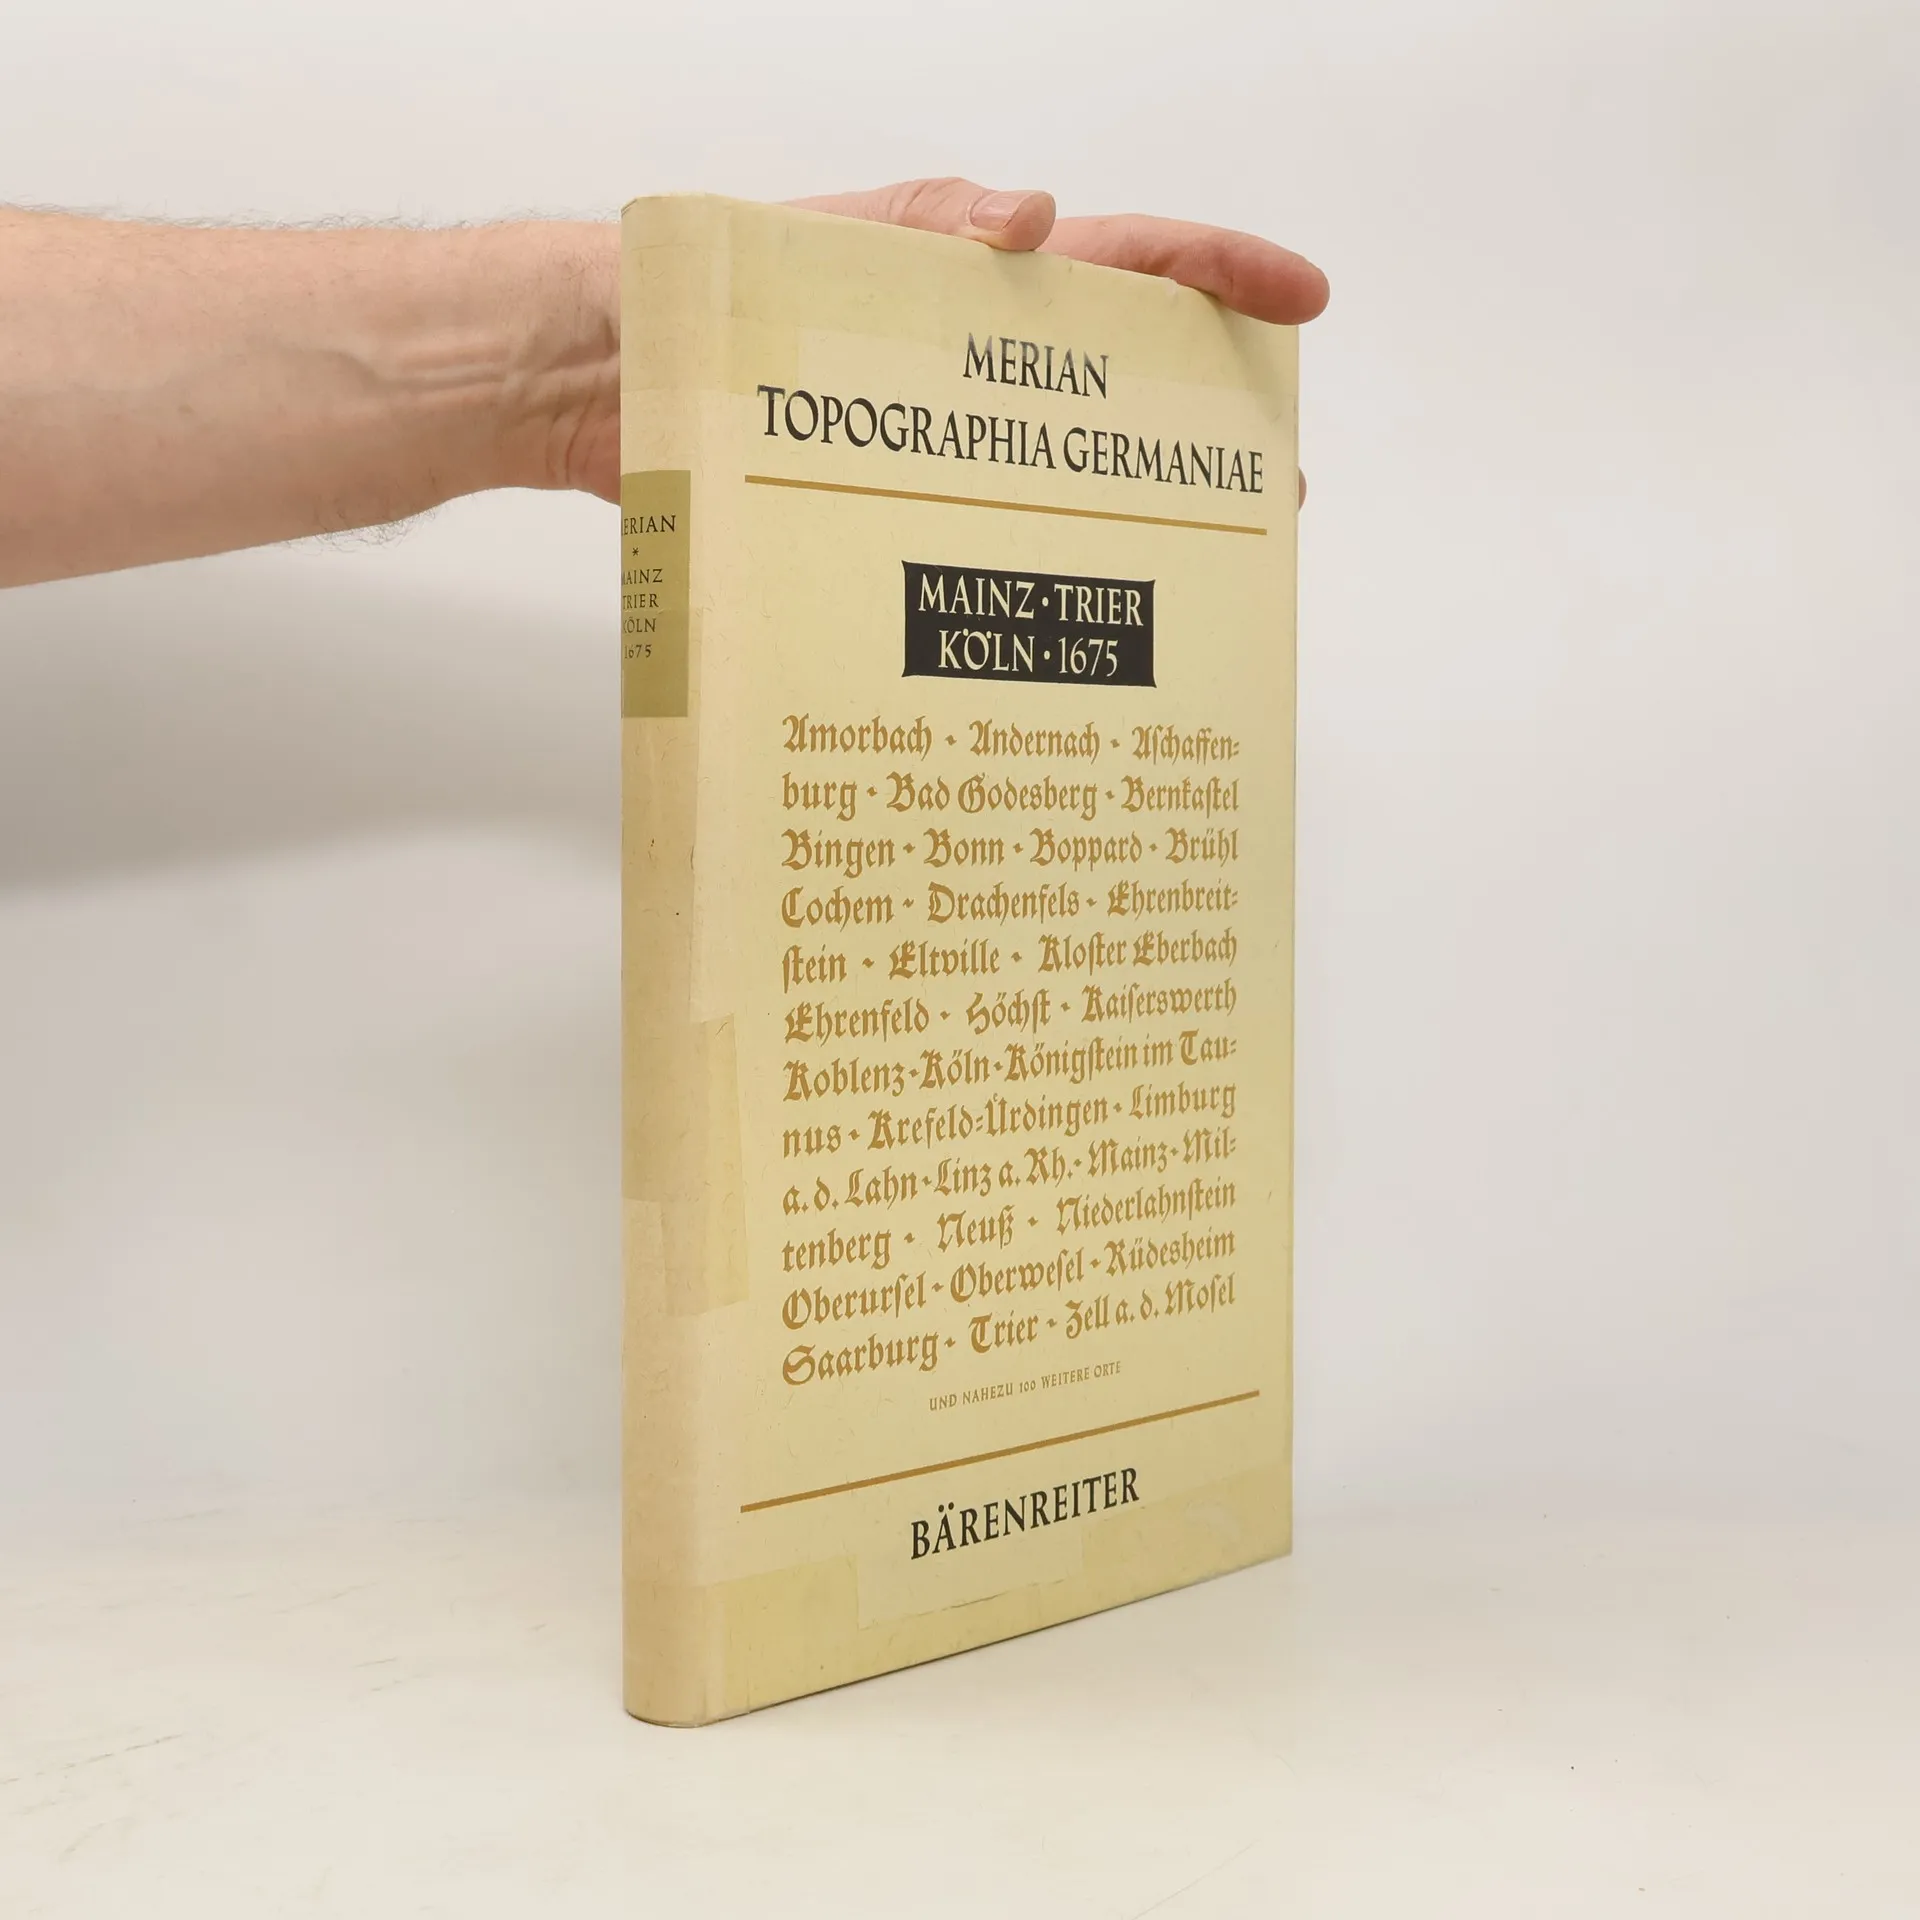 MERIAN
TOPOGRAPHIA GERMANIAE
MAINZ · TRIER
KÖLN · 1675
Amorbach · Andernach · Aschaffen=
burg · Bad Godesberg · Bernkastel
Bingen · Bonn · Boppard · Brühl
Cochem · Drachenfels · Ehrenbreit=
stein · Eltville · Kloster Eberbach
Ehrenfeld · Höchst · Kaiserswerth
Koblenz · Köln · Königstein im Tau=
nus · Krefeld=Ürdingen · Limburg
a. d. Lahn · Linz a. Rh. · Mainz · Mil=
tenberg · Neuß · Niederlahnstein
Oberursel · Oberwesel · Rüdesheim
Saarburg · Trier · Zell a. d. Mosel
UND NAHEZU 100 WEITERE ORTE
BÄRENREITER
ERIAN
*
AINZ
TRIER
KÖLN
1675